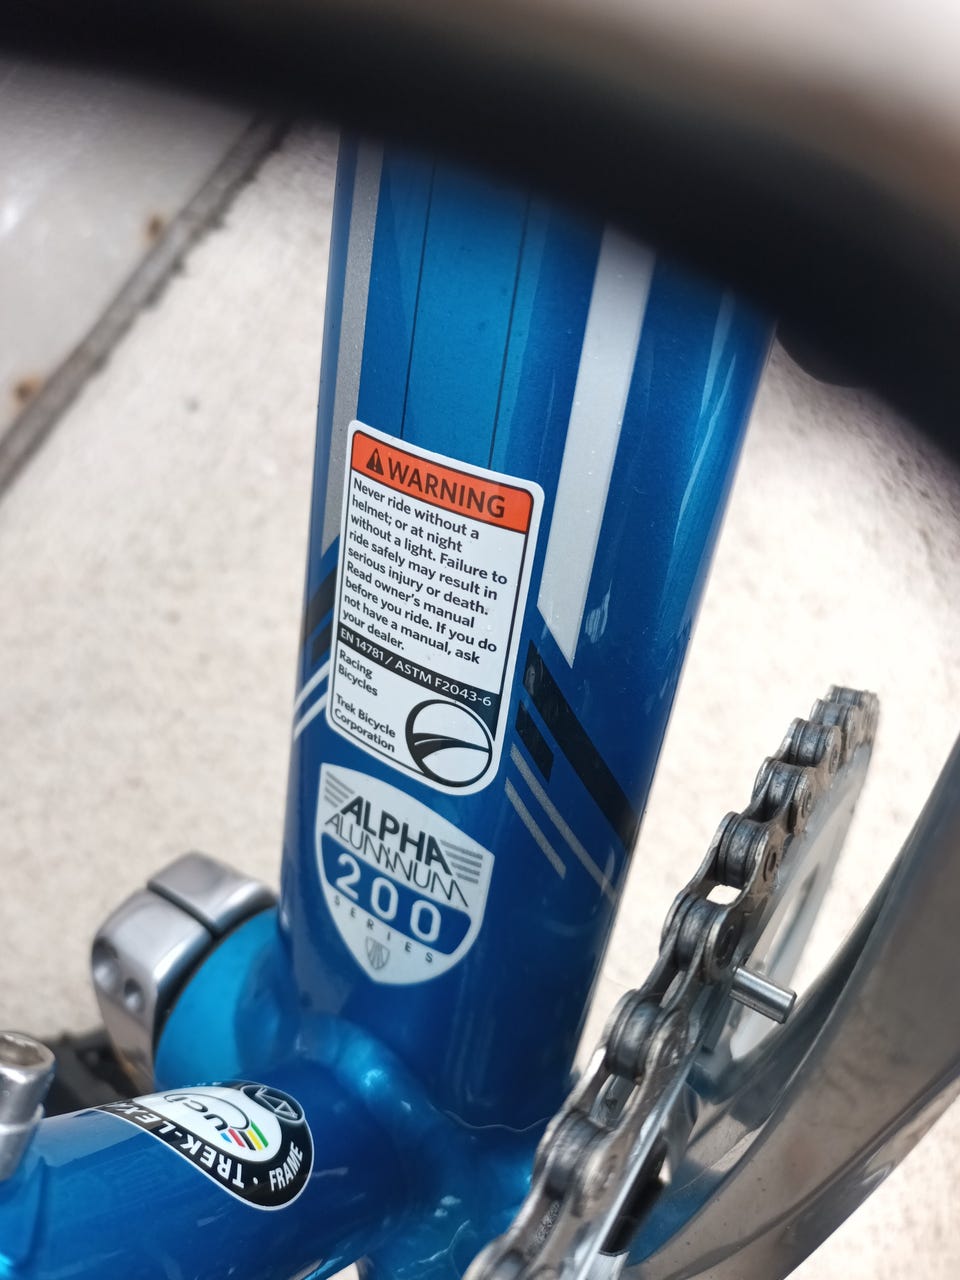 WARNING
Never ride without a
helmet; or at night
without a light. Failure to
ride safely may result in
serious injury or death.
Read owner's manual
before you ride. If you do
not have a manual, ask
your dealer.
EN 14781 / ASTM F2043-6
Racing
Bicycles
Trek Bicycle
Corporation
ALPHA
ALUMINUM
200
SERIES
UCI
TREK-LEX
FRAME